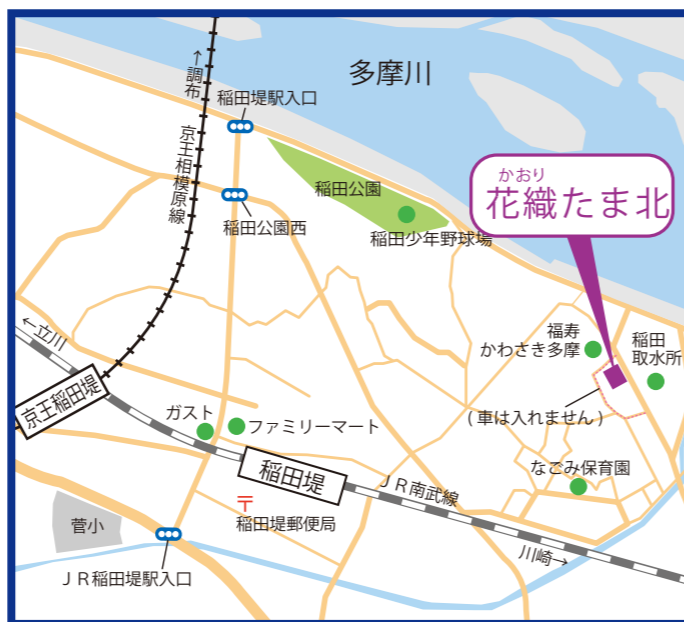 多摩川
↑調布
京王相模原線
稲田堤駅入口
稲田公園
稲田公園西
稲田少年野球場
かおり
花織たま北
福寿
かわさき多摩
稲田
取水所
(車は入れません)
なごみ保育園
←立川
京王稲田堤
ガスト
ファミリーマート
稲田堤
JR南武線
〒
稲田堤郵便局
川崎→
菅小
JR稲田堤駅入口